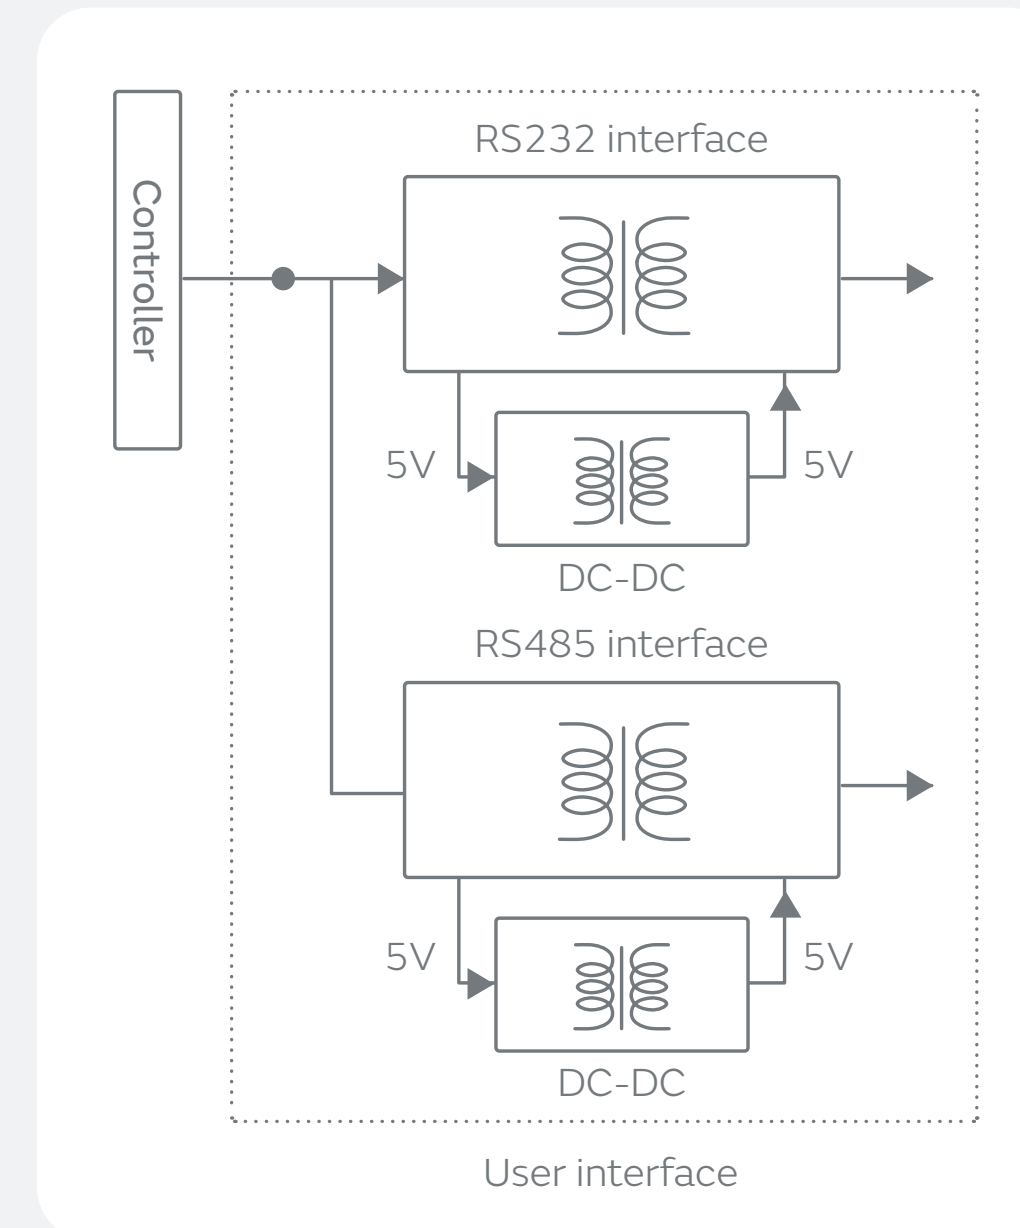 Controller
RS232 interface
5V
5V
DC-DC
RS485 interface
5V
5V
DC-DC
User interface